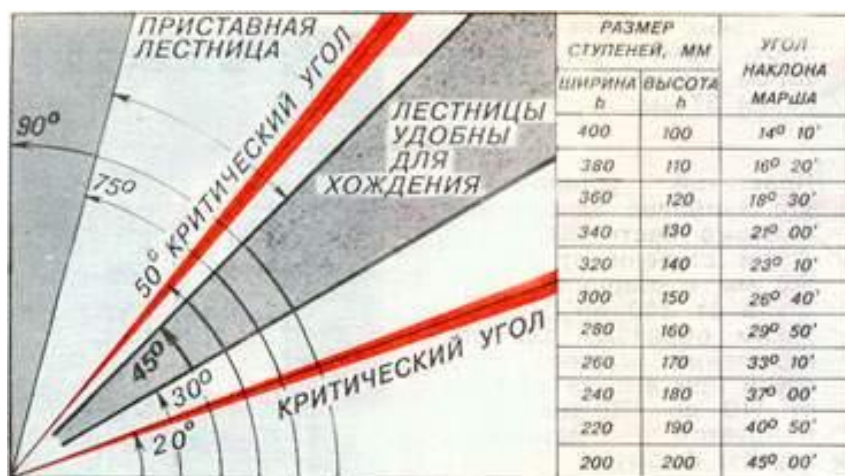 ПРИСТАВНАЯ
ЛЕСТНИЦА
90°
75°
50° КРИТИЧЕСКИЙ УГОЛ
ЛЕСТНИЦЫ
УДОБНЫ
ДЛЯ
ХОЖДЕНИЯ
45°
30°
20°
КРИТИЧЕСКИЙ УГОЛ
РАЗМЕР СТУПЕНЕЙ, ММ
УГОЛ НАКЛОНА МАРША
ШИРИНА b ВЫСОТА h
400 100 14° 10'
380 110 16° 20'
360 120 18° 30'
340 130 21° 00'
320 140 23° 10'
300 150 26° 40'
280 160 29° 50'
260 170 33° 10'
240 180 37° 00'
220 190 40° 50'
200 200 45° 00'